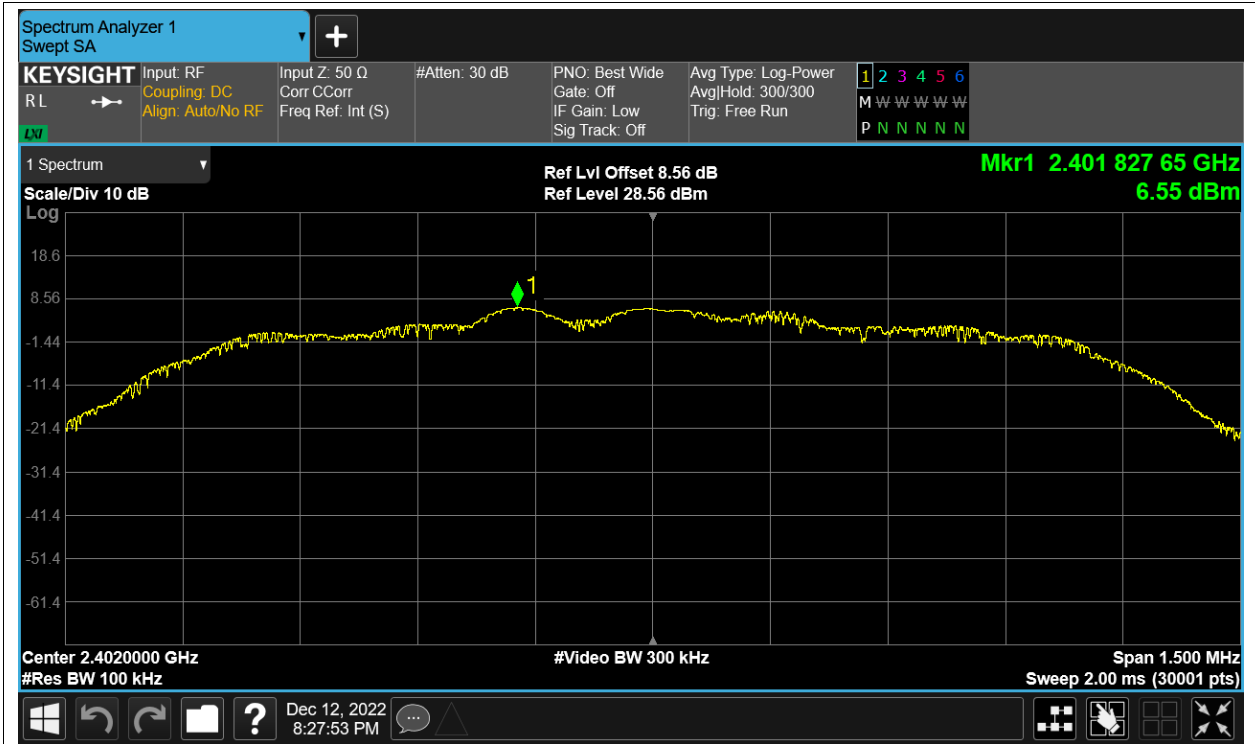 Spectrum Analyzer 1
Swept SA
KEYSIGHT
R L
LXI
Input: RF
Coupling: DC
Align: Auto/No RF
Input Z: 50 Ω
Corr CCorr
Freq Ref: Int (S)
#Atten: 30 dB
PNO: Best Wide
Gate: Off
IF Gain: Low
Sig Track: Off
Avg Type: Log-Power
Avg|Hold: 300/300
Trig: Free Run
1 2 3 4 5 6
M W W W W W
P N N N N N
1 Spectrum
Scale/Div 10 dB
Log
Ref Lvl Offset 8.56 dB
Ref Level 28.56 dBm
Mkr1 2.401 827 65 GHz
6.55 dBm
18.6
8.56
-1.44
-11.4
-21.4
-31.4
-41.4
-51.4
-61.4
1
Center 2.4020000 GHz
#Res BW 100 kHz
#Video BW 300 kHz
Span 1.500 MHz
Sweep 2.00 ms (30001 pts)
?
Dec 12, 2022
8:27:53 PM